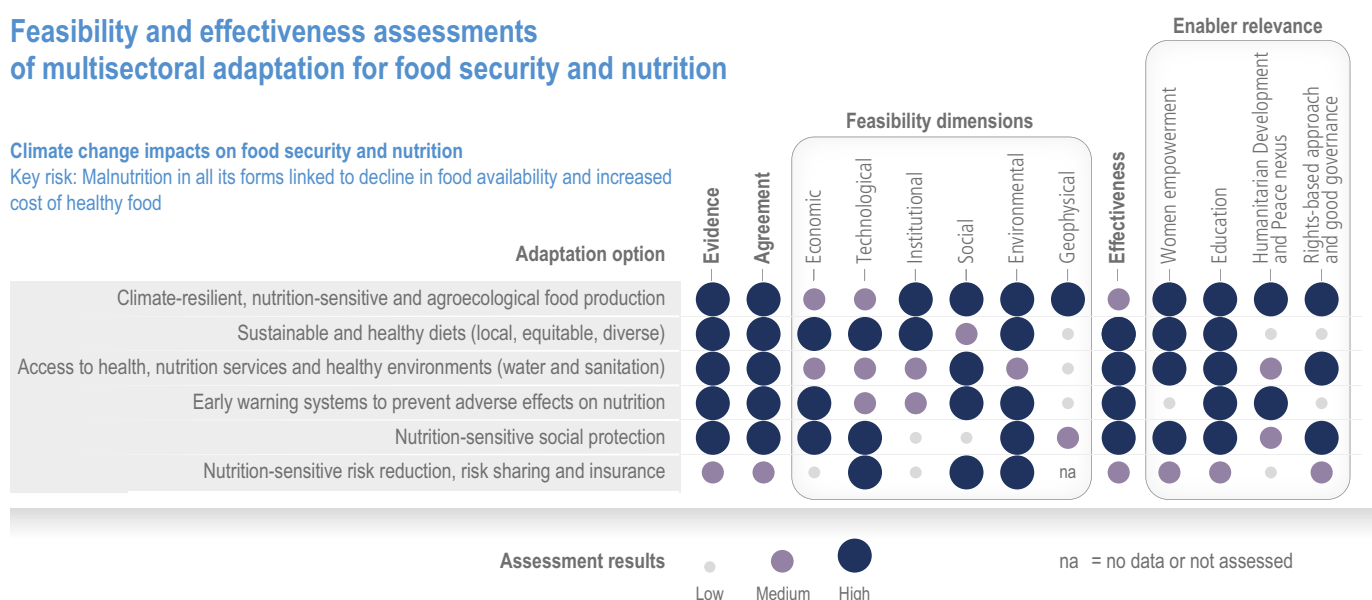 Feasibility and effectiveness assessments
of multisectoral adaptation for food security and nutrition
Climate change impacts on food security and nutrition
Key risk: Malnutrition in all its forms linked to decline in food availability and increased
cost of healthy food
Enabler relevance
Feasibility dimensions
Adaptation option
Evidence
Agreement
Economic
Technological
Institutional
Social
Environmental
Geophysical
Effectiveness
Women empowerment
Education
Humanitarian Development
and Peace nexus
Rights-based approach
and good governance
Climate-resilient, nutrition-sensitive and agroecological food production
Sustainable and healthy diets (local, equitable, diverse)
Access to health, nutrition services and healthy environments (water and sanitation)
Early warning systems to prevent adverse effects on nutrition
Nutrition-sensitive social protection
Nutrition-sensitive risk reduction, risk sharing and insurance
na
Assessment results
Low
Medium
High
na = no data or not assessed